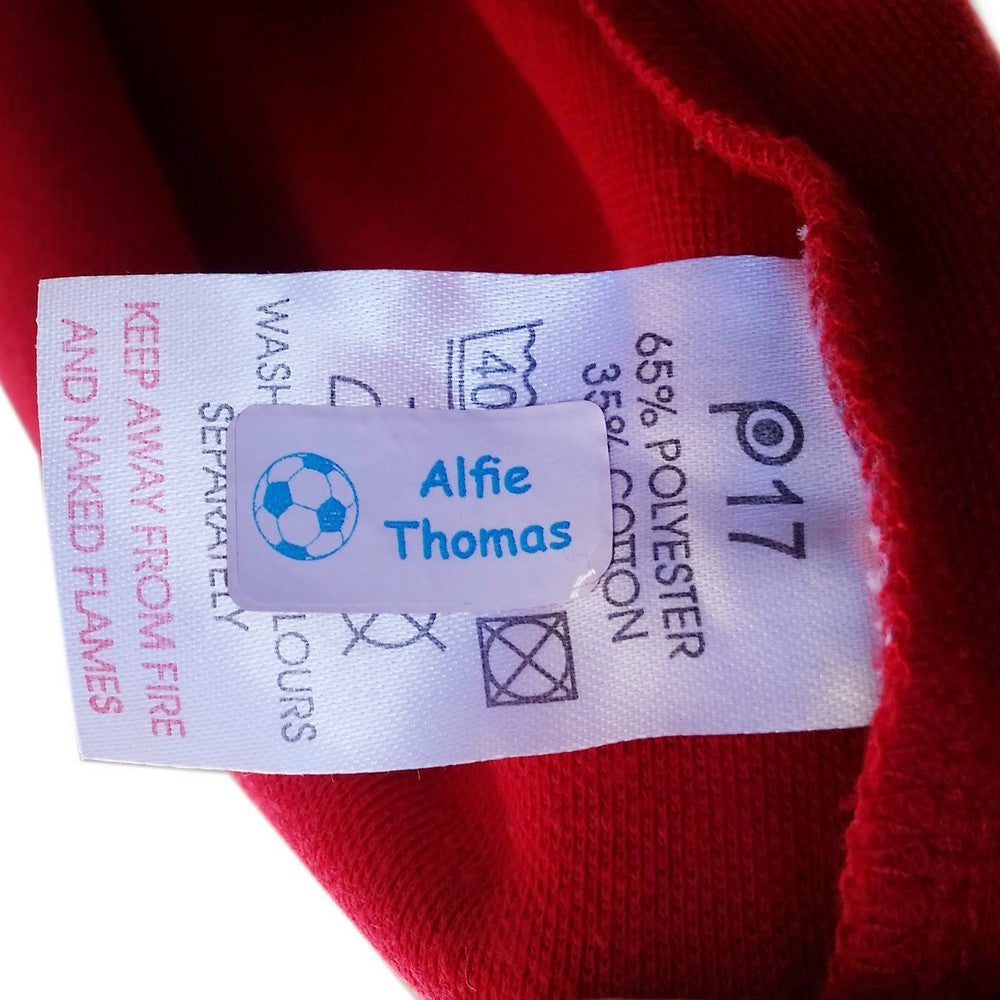 P17
65% POLYESTER
35% COTTON
40
WASH
LOURS
SEPARATELY
KEEP AWAY FROM FIRE
AND NAKED FLAMES
Alfie
Thomas